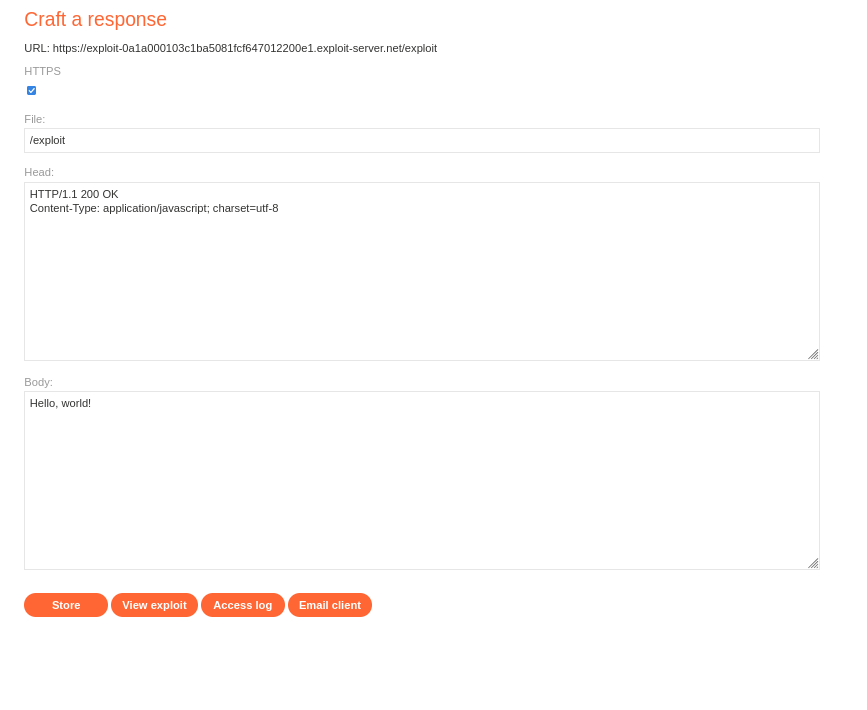 Craft a response
URL: https://exploit-0a1a000103c1ba5081fcf647012200e1.exploit-server.net/exploit
HTTPS
File:
/exploit
Head:
HTTP/1.1 200 OK
Content-Type: application/javascript; charset=utf-8
Body:
Hello, world!
Store View exploit Access log Email client